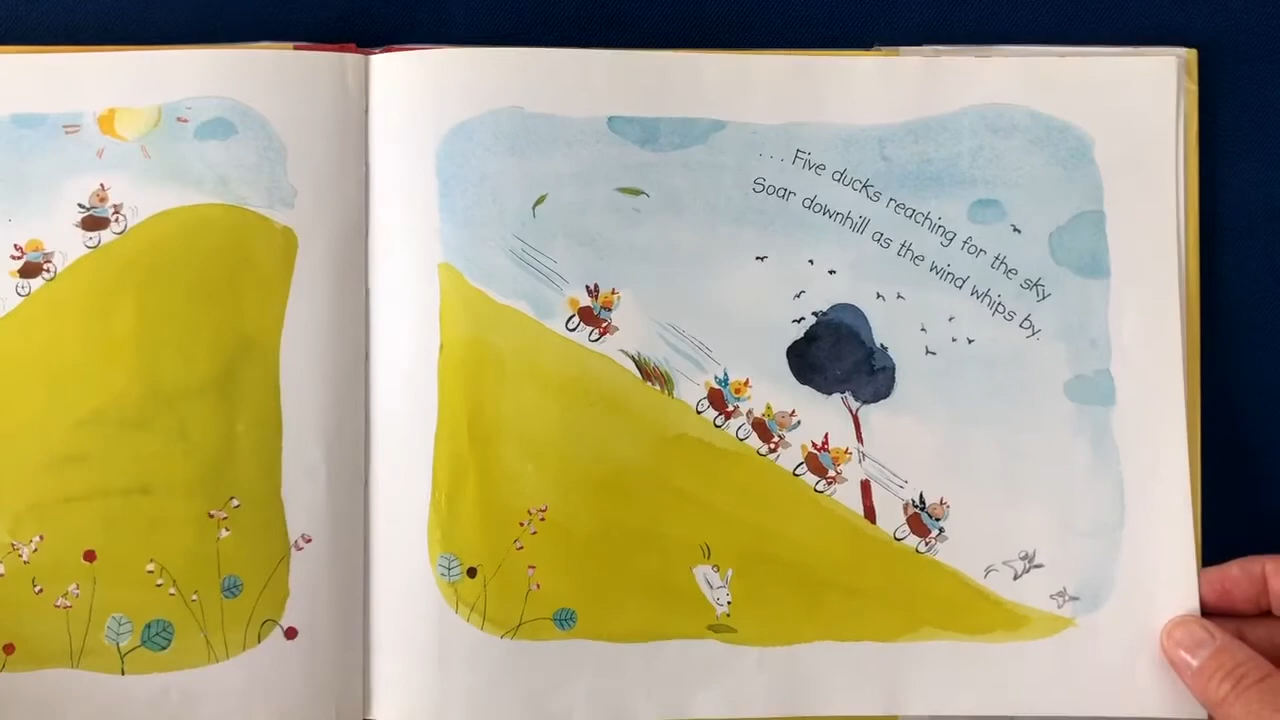 ... Five ducks reaching for the sky
Soar downhill as the wind whips by.